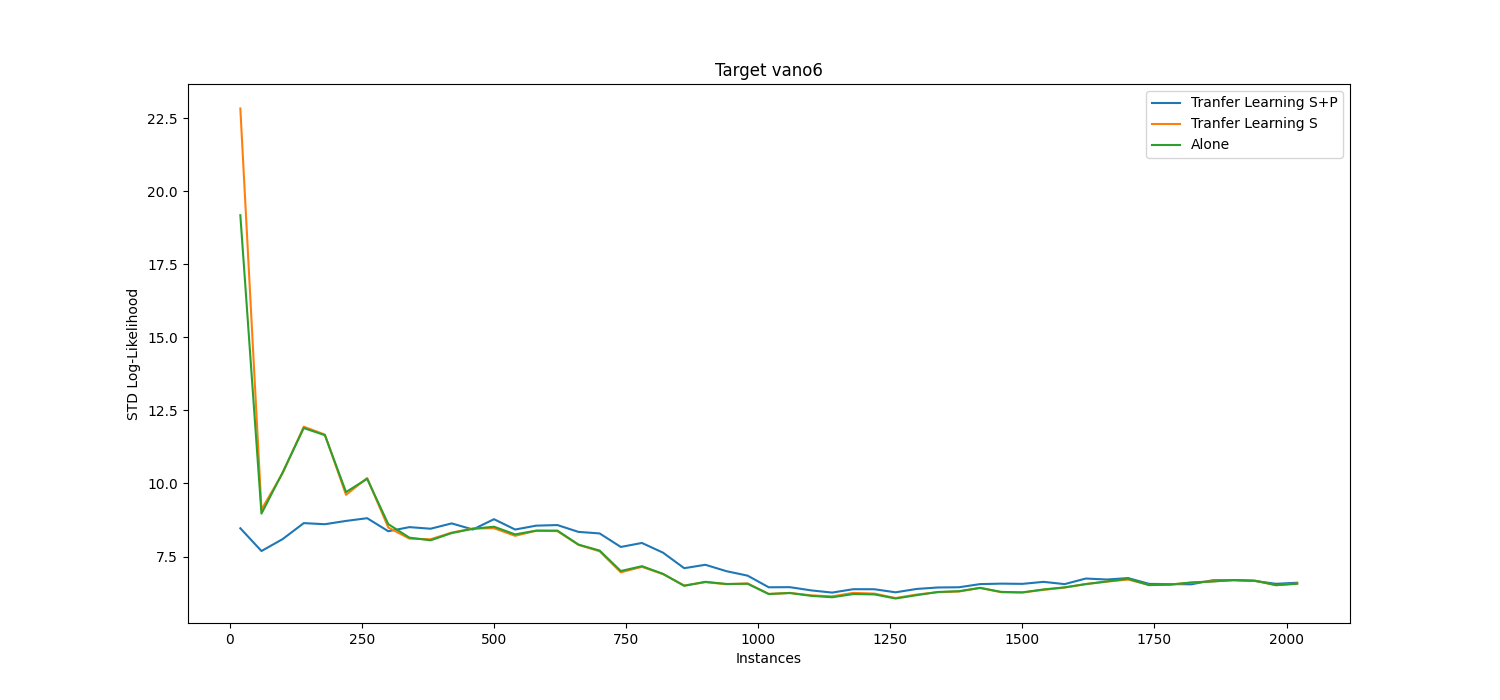 Target vano6
Tranfer Learning S+P
Tranfer Learning S
Alone
STD Log-Likelihood
22.5
20.0
17.5
15.0
12.5
10.0
7.5
0 250 500 750 1000 1250 1500 1750 2000
Instances